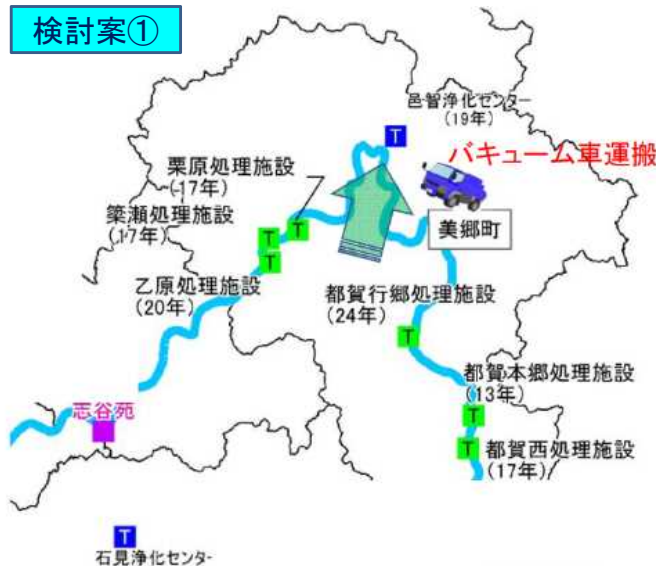 検討案①
邑智浄化センター
(19年)
バキューム車運搬
栗原処理施設
(17年)
簗瀬処理施設
(17年)
美郷町
乙原処理施設
(20年)
都賀行郷処理施設
(24年)
都賀本郷処理施設
(13年)
志谷苑
都賀西処理施設
(17年)
石見浄化センター
T
T
T
T
T
T
T
T